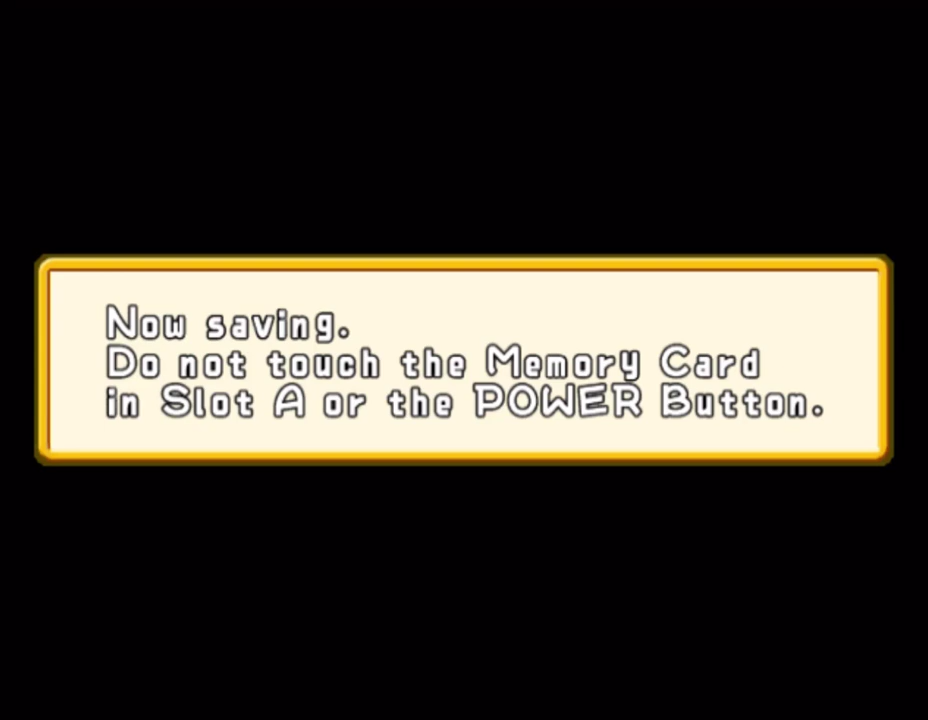 Now saving.
Do not touch the Memory Card
in Slot A or the POWER Button.